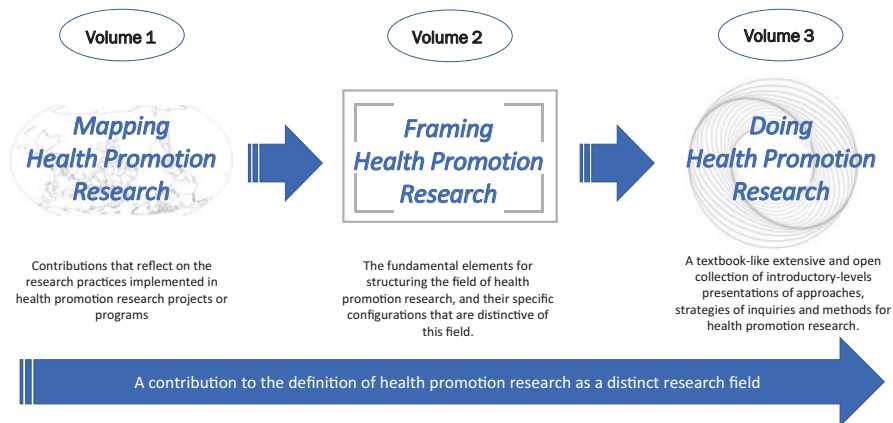 Volume 1
Mapping
Health Promotion
Research
Contributions that reflect on the
research practices implemented in
health promotion research projects or
programs
Volume 2
Framing
Health Promotion
Research
The fundamental elements for
structuring the field of health
promotion research, and their specific
configurations that are distinctive of
this field.
Volume 3
Doing
Health Promotion
Research
A textbook-like extensive and open
collection of introductory-levels
presentations of approaches,
strategies of inquiries and methods for
health promotion research.
A contribution to the definition of health promotion research as a distinct research field